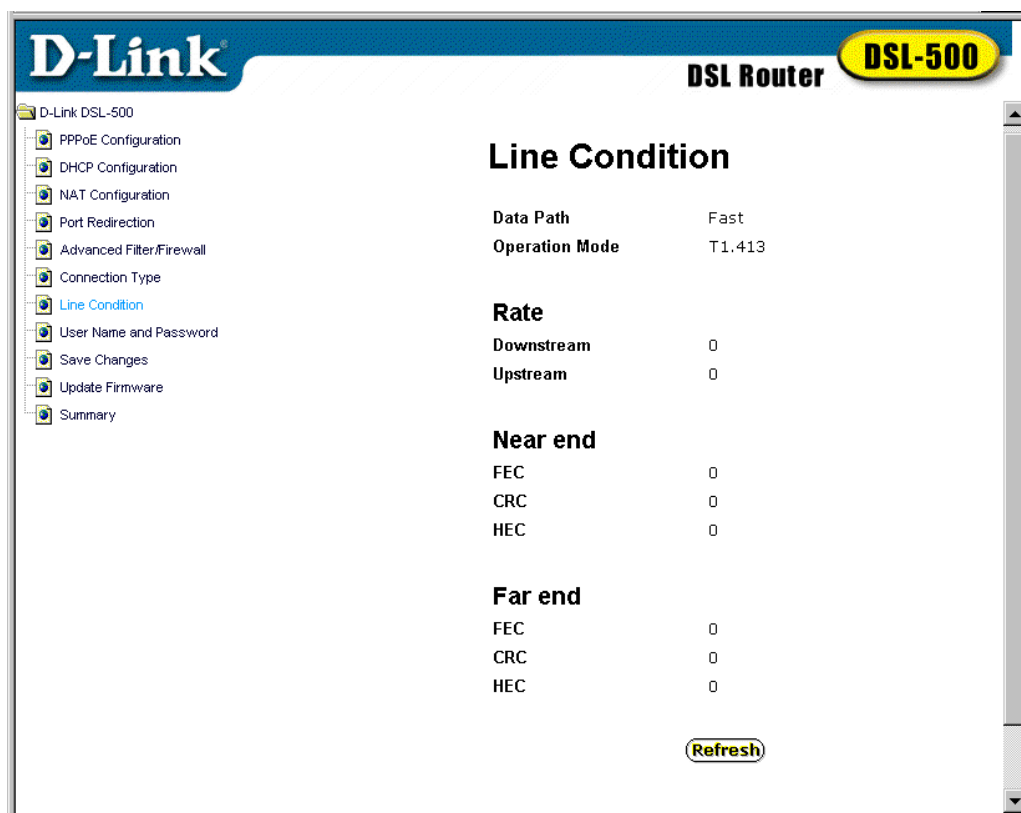 D-Link
DSL Router
DSL-500
D-Link DSL-500
PPPoE Configuration
DHCP Configuration
NAT Configuration
Port Redirection
Advanced Filter/Firewall
Connection Type
Line Condition
User Name and Password
Save Changes
Update Firmware
Summary
Line Condition
Data Path Fast
Operation Mode T1.413
Rate
Downstream 0
Upstream 0
Near end
FEC 0
CRC 0
HEC 0
Far end
FEC 0
CRC 0
HEC 0
Refresh